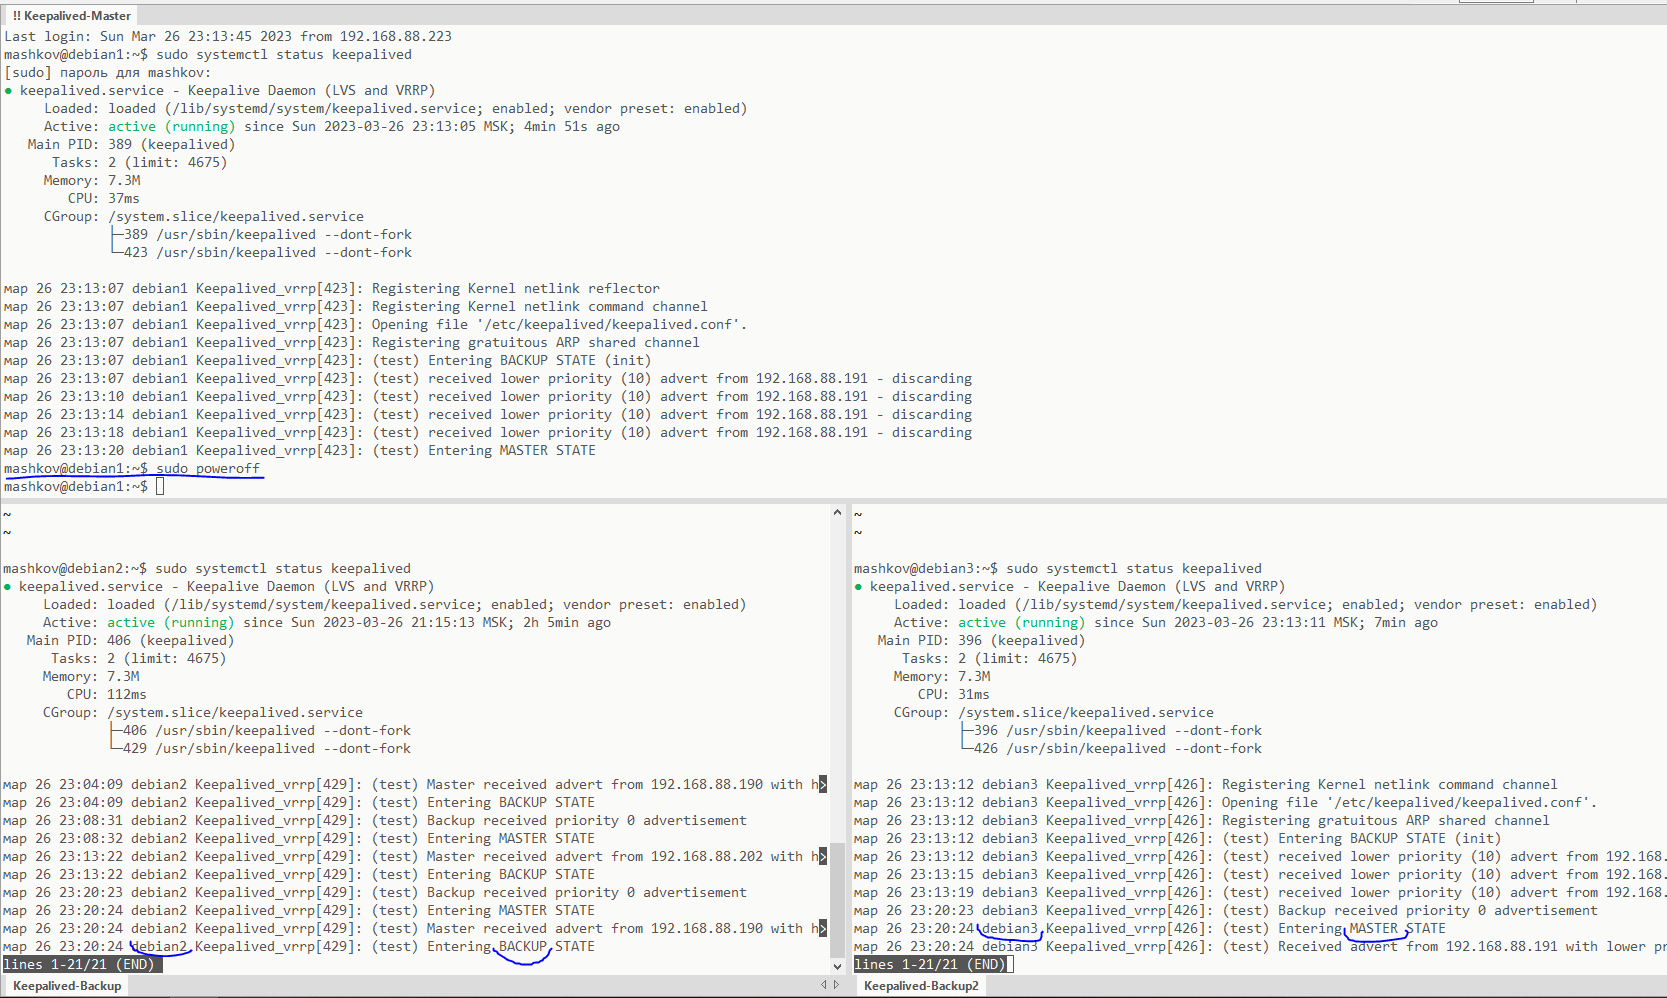 !! Keepalived-Master
Last login: Sun Mar 26 23:13:45 2023 from 192.168.88.223
mashkov@debian1:~$ sudo systemctl status keepalived
[sudo] пароль для mashkov:
● keepalived.service - Keepalive Daemon (LVS and VRRP)
Loaded: loaded (/lib/systemd/system/keepalived.service; enabled; vendor preset: enabled)
Active: active (running) since Sun 2023-03-26 23:13:05 MSK; 4min 51s ago
Main PID: 389 (keepalived)
Tasks: 2 (limit: 4675)
Memory: 7.3M
CPU: 37ms
CGroup: /system.slice/keepalived.service
├─389 /usr/sbin/keepalived --dont-fork
└─423 /usr/sbin/keepalived --dont-fork
мар 26 23:13:07 debian1 Keepalived_vrrp[423]: Registering Kernel netlink reflector
мар 26 23:13:07 debian1 Keepalived_vrrp[423]: Registering Kernel netlink command channel
мар 26 23:13:07 debian1 Keepalived_vrrp[423]: Opening file '/etc/keepalived/keepalived.conf'.
мар 26 23:13:07 debian1 Keepalived_vrrp[423]: Registering gratuitous ARP shared channel
мар 26 23:13:07 debian1 Keepalived_vrrp[423]: (test) Entering BACKUP STATE (init)
мар 26 23:13:07 debian1 Keepalived_vrrp[423]: (test) received lower priority (10) advert from 192.168.88.191 - discarding
мар 26 23:13:10 debian1 Keepalived_vrrp[423]: (test) received lower priority (10) advert from 192.168.88.191 - discarding
мар 26 23:13:14 debian1 Keepalived_vrrp[423]: (test) received lower priority (10) advert from 192.168.88.191 - discarding
мар 26 23:13:18 debian1 Keepalived_vrrp[423]: (test) received lower priority (10) advert from 192.168.88.191 - discarding
мар 26 23:13:20 debian1 Keepalived_vrrp[423]: (test) Entering MASTER STATE
mashkov@debian1:~$ sudo poweroff
mashkov@debian1:~$
~
~
mashkov@debian2:~$ sudo systemctl status keepalived
● keepalived.service - Keepalive Daemon (LVS and VRRP)
Loaded: loaded (/lib/systemd/system/keepalived.service; enabled; vendor preset: enabled)
Active: active (running) since Sun 2023-03-26 21:15:13 MSK; 2h 5min ago
Main PID: 406 (keepalived)
Tasks: 2 (limit: 4675)
Memory: 7.3M
CPU: 112ms
CGroup: /system.slice/keepalived.service
├─406 /usr/sbin/keepalived --dont-fork
└─429 /usr/sbin/keepalived --dont-fork
мар 26 23:04:09 debian2 Keepalived_vrrp[429]: (test) Master received advert from 192.168.88.190 with h>
мар 26 23:04:09 debian2 Keepalived_vrrp[429]: (test) Entering BACKUP STATE
мар 26 23:08:31 debian2 Keepalived_vrrp[429]: (test) Backup received priority 0 advertisement
мар 26 23:08:32 debian2 Keepalived_vrrp[429]: (test) Entering MASTER STATE
мар 26 23:13:22 debian2 Keepalived_vrrp[429]: (test) Master received advert from 192.168.88.202 with h>
мар 26 23:13:22 debian2 Keepalived_vrrp[429]: (test) Entering BACKUP STATE
мар 26 23:20:23 debian2 Keepalived_vrrp[429]: (test) Backup received priority 0 advertisement
мар 26 23:20:24 debian2 Keepalived_vrrp[429]: (test) Entering MASTER STATE
мар 26 23:20:24 debian2 Keepalived_vrrp[429]: (test) Master received advert from 192.168.88.190 with h>
мар 26 23:20:24 debian2 Keepalived_vrrp[429]: (test) Entering BACKUP STATE
lines 1-21/21 (END)
Keepalived-Backup
~
~
mashkov@debian3:~$ sudo systemctl status keepalived
● keepalived.service - Keepalive Daemon (LVS and VRRP)
Loaded: loaded (/lib/systemd/system/keepalived.service; enabled; vendor preset: enabled)
Active: active (running) since Sun 2023-03-26 23:13:11 MSK; 7min ago
Main PID: 396 (keepalived)
Tasks: 2 (limit: 4675)
Memory: 7.3M
CPU: 31ms
CGroup: /system.slice/keepalived.service
├─396 /usr/sbin/keepalived --dont-fork
└─426 /usr/sbin/keepalived --dont-fork
мар 26 23:13:12 debian3 Keepalived_vrrp[426]: Registering Kernel netlink command channel
мар 26 23:13:12 debian3 Keepalived_vrrp[426]: Opening file '/etc/keepalived/keepalived.conf'.
мар 26 23:13:12 debian3 Keepalived_vrrp[426]: Registering gratuitous ARP shared channel
мар 26 23:13:12 debian3 Keepalived_vrrp[426]: (test) Entering BACKUP STATE (init)
мар 26 23:13:12 debian3 Keepalived_vrrp[426]: (test) received lower priority (10) advert from 192.168.
мар 26 23:13:15 debian3 Keepalived_vrrp[426]: (test) received lower priority (10) advert from 192.168.
мар 26 23:13:19 debian3 Keepalived_vrrp[426]: (test) received lower priority (10) advert from 192.168.
мар 26 23:20:23 debian3 Keepalived_vrrp[426]: (test) Backup received priority 0 advertisement
мар 26 23:20:24 debian3 Keepalived_vrrp[426]: (test) Entering MASTER STATE
мар 26 23:20:24 debian3 Keepalived_vrrp[426]: (test) Received advert from 192.168.88.191 with lower pr
lines 1-21/21 (END)
Keepalived-Backup2